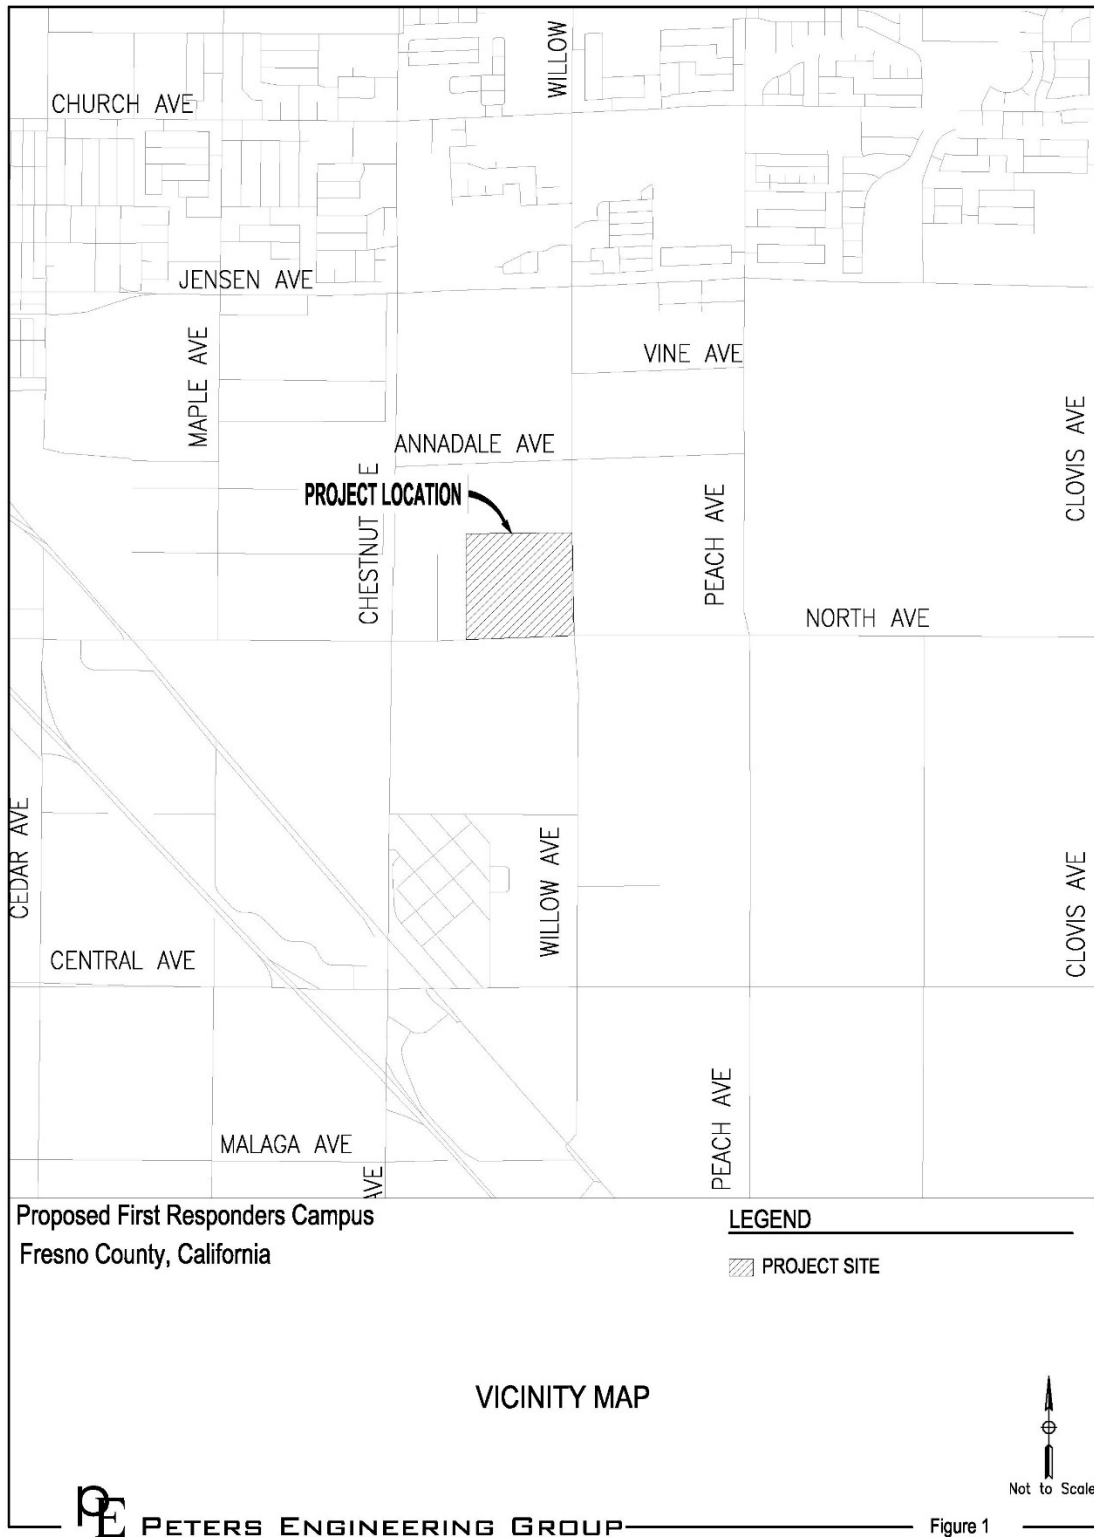 WILLOW
CHURCH AVE
JENSEN AVE
MAPLE AVE
VINE AVE
CLOVIS AVE
ANNADALE AVE
PROJECT LOCATION
CHESTNUT E
PEACH AVE
NORTH AVE
CEDAR AVE
WILLOW AVE
CLOVIS AVE
CENTRAL AVE
PEACH AVE
MALAGA AVE
AVE
Proposed First Responders Campus
Fresno County, California
LEGEND
PROJECT SITE
VICINITY MAP
Not to Scale
PE PETERS ENGINEERING GROUP
Figure 1